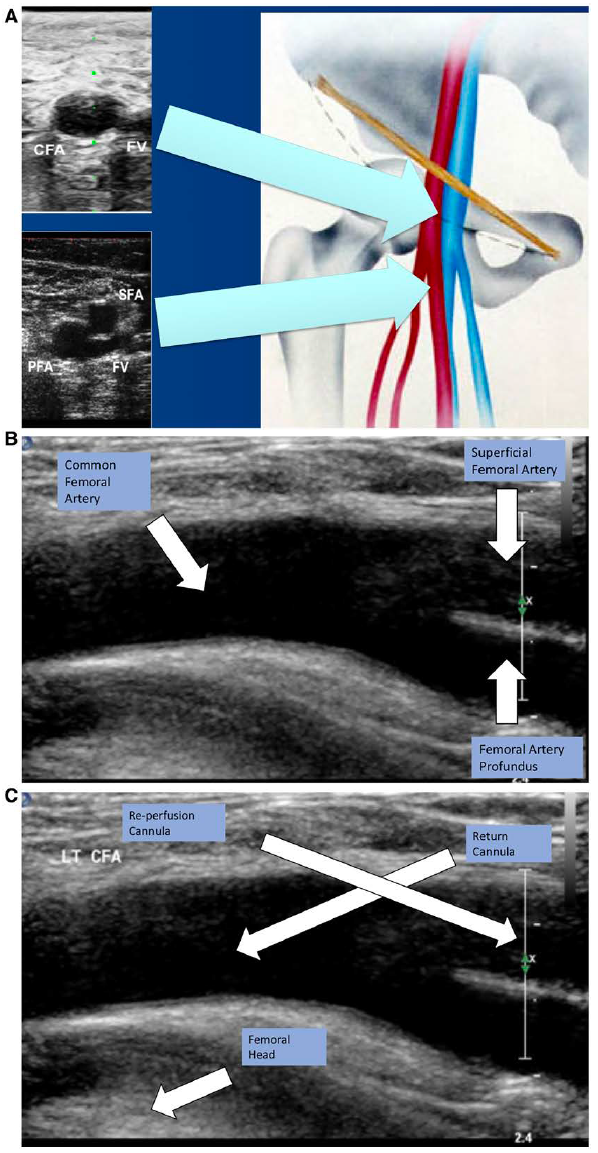 A
CFA
FV
SFA
PFA
FV
B
Common
Femoral
Artery
Superficial
Femoral Artery
X
Femoral Artery
Profundus
C
Re-perfusion
Cannula
LT CFA
Return
Cannula
X
Femoral
Head
2.4